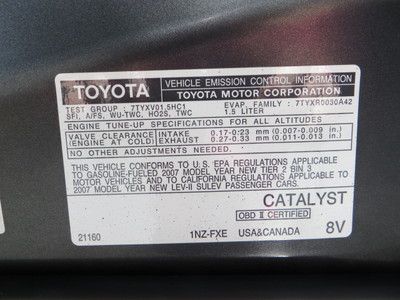 TOYOTA
VEHICLE EMISSION CONTROL INFORMATION
TOYOTA MOTOR CORPORATION
TEST GROUP : 7TYXV01.5HC1 EVAP. FAMILY : 7TYXR0030A42
SFI, A/FS, WU-TWC, HO2S, TWC 1.5 LITER
ENGINE TUNE-UP SPECIFICATIONS FOR ALL ALTITUDES
VALVE CLEARANCE INTAKE 0.17-0.23 mm (0.007-0.009 in.)
(ENGINE AT COLD) EXHAUST 0.27-0.33 mm (0.011-0.013 in.)
NO OTHER ADJUSTMENTS NEEDED.
THIS VEHICLE CONFORMS TO U.S. EPA REGULATIONS APPLICABLE
TO GASOLINE-FUELED 2007 MODEL YEAR NEW TIER 2 BIN 3
MOTOR VEHICLES AND TO CALIFORNIA REGULATIONS APPLICABLE TO
2007 MODEL YEAR NEW LEV-II SULEV PASSENGER CARS.
CATALYST
OBD II CERTIFIED
21160 1NZ-FXE USA&CANADA 8V